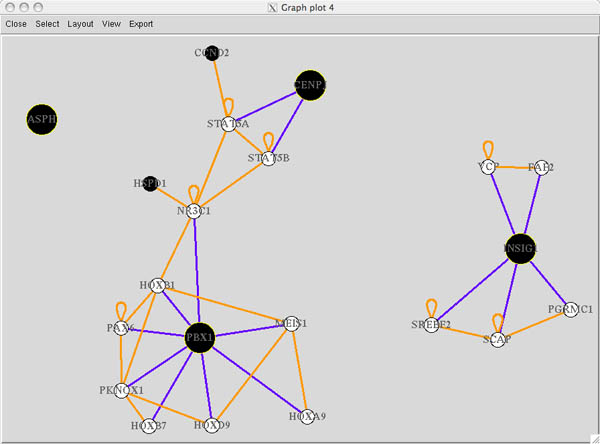 Graph plot 4
Close Select Layout View Export
CCND2
CENPJ
ASPH
STAT5A
STAT5B
HSPD1
NR3C1
VCP
FAF2
INSIG1
HOXB1
PGRMC1
PAX6
MEIS1
SREBF2
PBX1
SCAP
PKNOX1
HOXA9
HOXB7
HOXD9